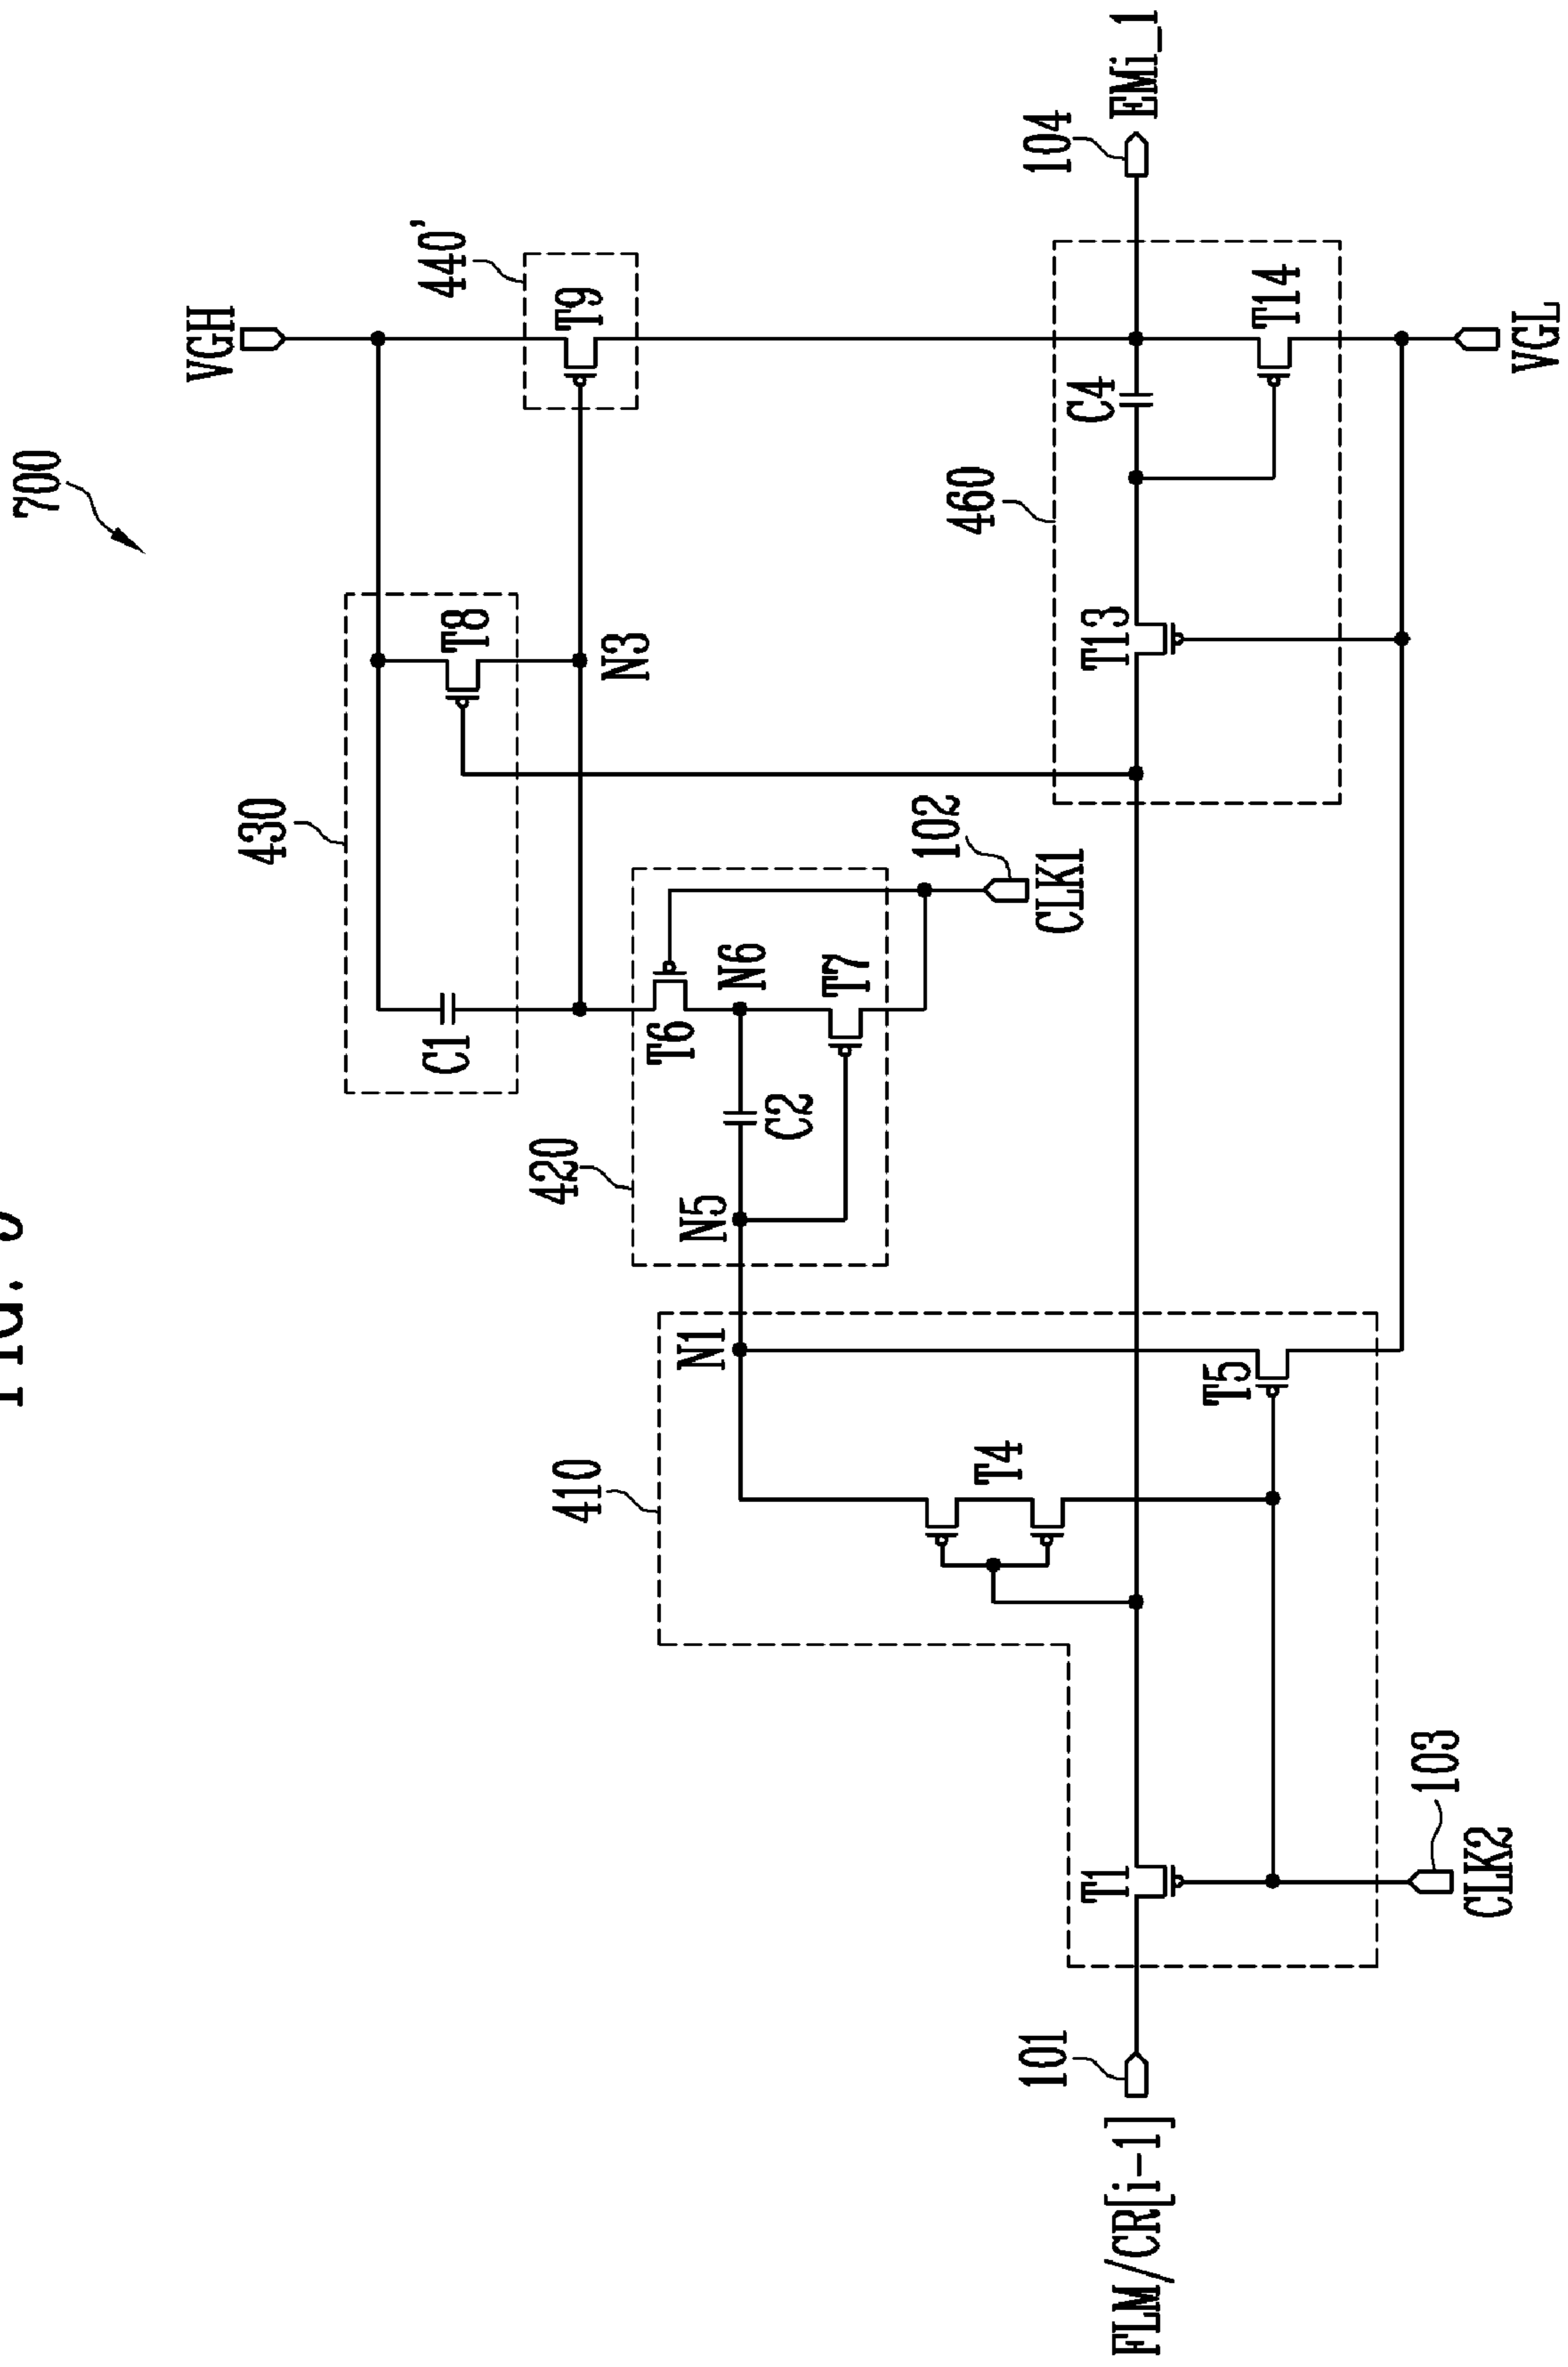 FIG.
700
VGH
430
440'
C1
T8
420
410
T9
N3
T6
N1
N5
N6
C2
T7
102
460
T4
101
104
CLK1
C4
T1
T13
FLM/CR[i-1]
EMi_1
T5
T14
103
CLK2
VGL